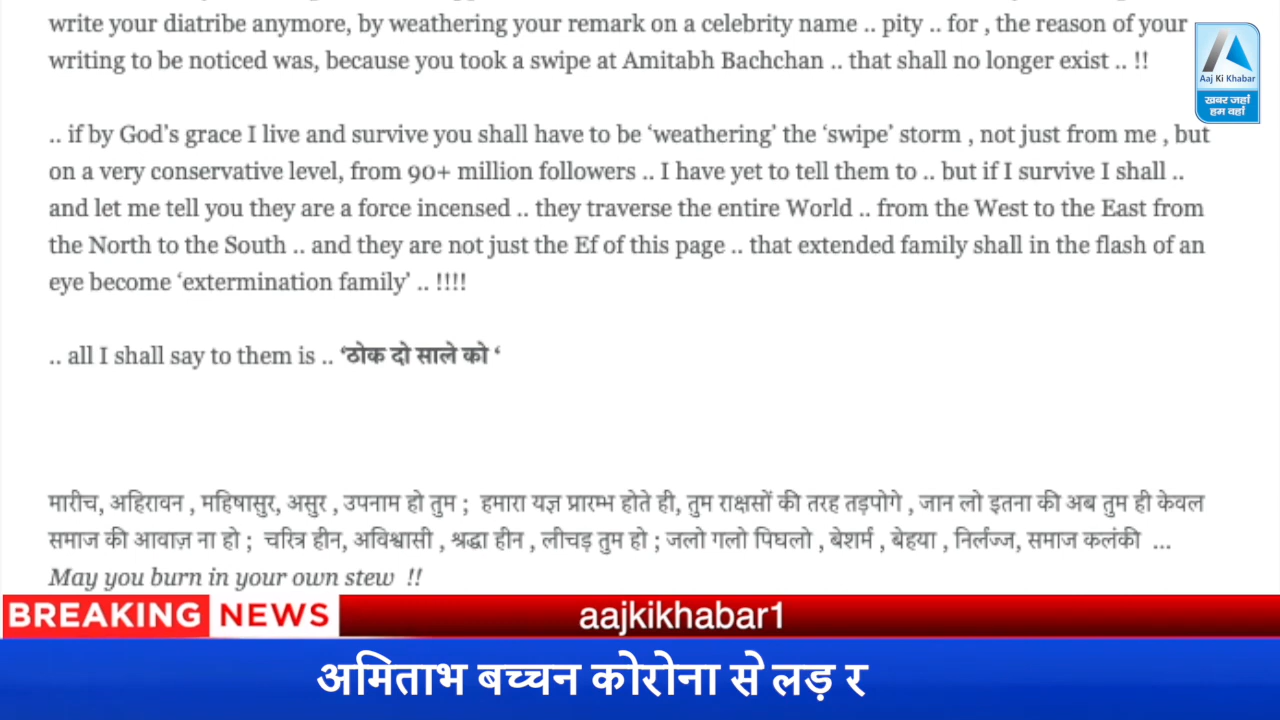 write your diatribe anymore, by weathering your remark on a celebrity name .. pity .. for , the reason of your
writing to be noticed was, because you took a swipe at Amitabh Bachchan .. that shall no longer exist .. !!
Aaj Ki Khabar
खबर जहां
हम वहां
.. if by God’s grace I live and survive you shall have to be ‘weathering’ the ‘swipe’ storm , not just from me , but
on a very conservative level, from 90+ million followers .. I have yet to tell them to .. but if I survive I shall ..
and let me tell you they are a force incensed .. they traverse the entire World .. from the West to the East from
the North to the South .. and they are not just the Ef of this page .. that extended family shall in the flash of an
eye become ‘extermination family’ .. !!!!
.. all I shall say to them is .. ‘ठोक दो साले को ‘
मारीच, अहिरावन , महिषासुर, असुर , उपनाम हो तुम ; हमारा यज्ञ प्रारम्भ होते ही, तुम राक्षसों की तरह तड़पोगे , जान लो इतना की अब तुम ही केवल
समाज की आवाज़ ना हो ; चरित्र हीन, अविश्वासी , श्रद्धा हीन , लीचड़ तुम हो ; जलो गलो पिघलो , बेशर्म , बेहया , निर्लज्ज, समाज कलंकी ...
May you burn in your own stew !!
BREAKING NEWS
aajkikhabar1
अमिताभ बच्चन कोरोना से लड़ र